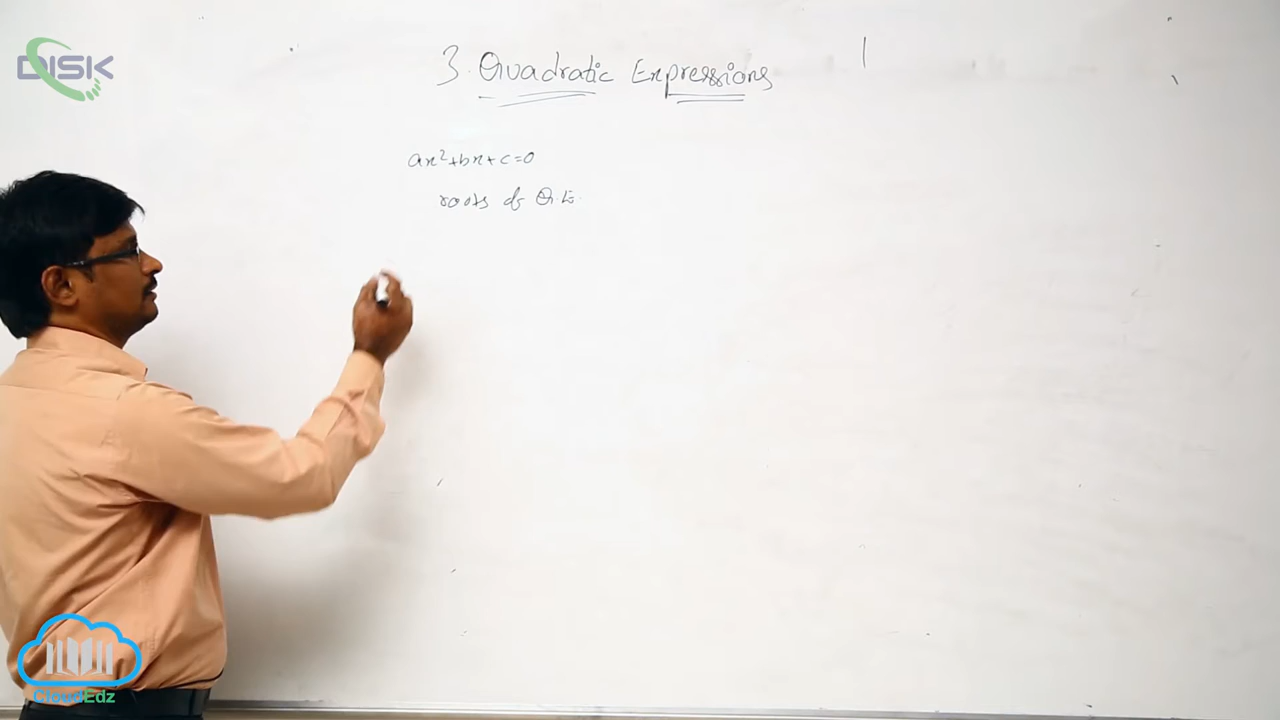 DISK
3. Quadratic Expressions
ax²+bx+c=0
roots of Q.E.
CloudEdz